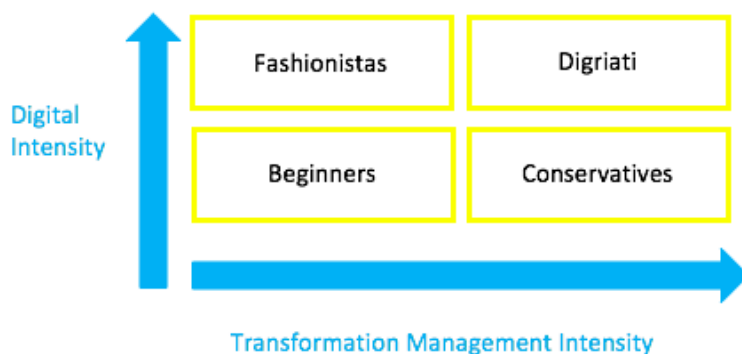 Fashionistas
Digriati
Digital
Intensity
Beginners
Conservatives
Transformation Management Intensity